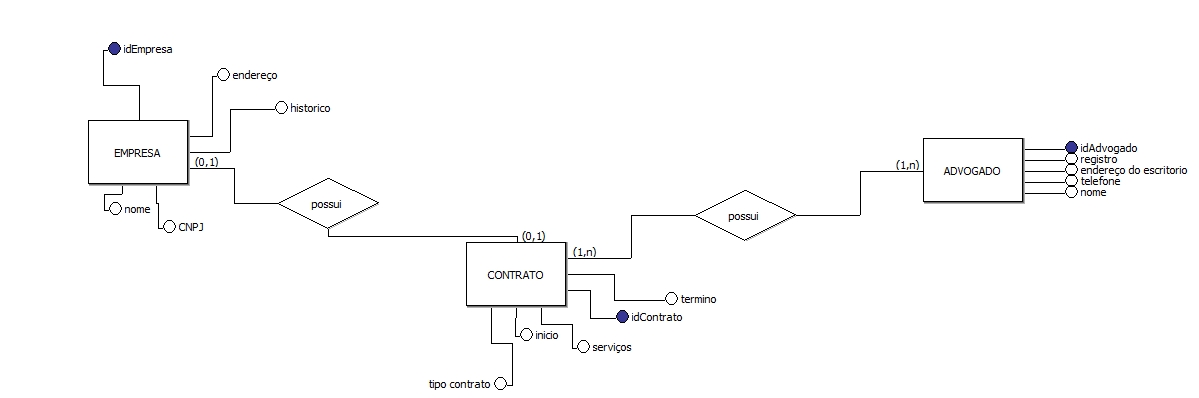 idEmpresa
endereço
historico
EMPRESA
(0,1)
nome
CNPJ
possui
(0,1)
CONTRATO
(1,n)
termino
idContrato
inicio
serviços
tipo contrato
possui
(1,n)
ADVOGADO
idAdvogado
registro
endereço do escritorio
telefone
nome